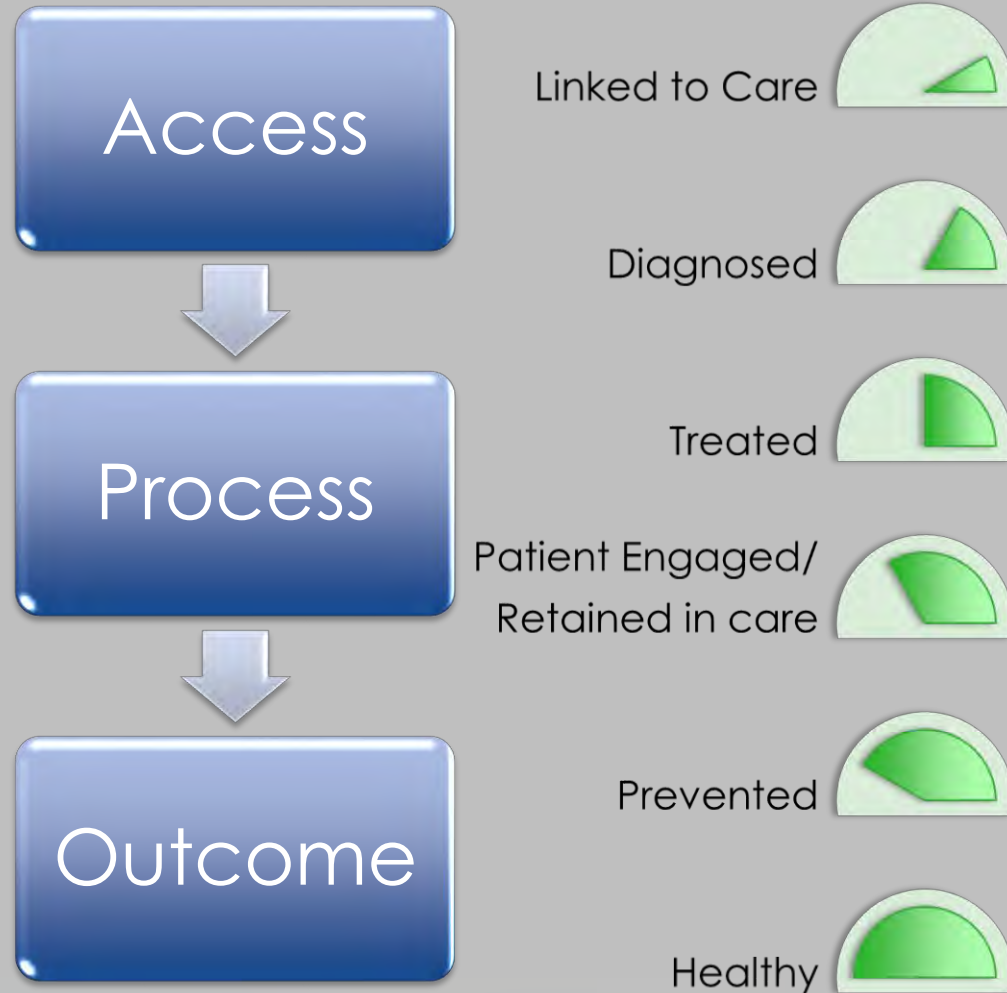 Access
Process
Outcome
Linked to Care
Diagnosed
Treated
Patient Engaged/
Retained in care
Prevented
Healthy